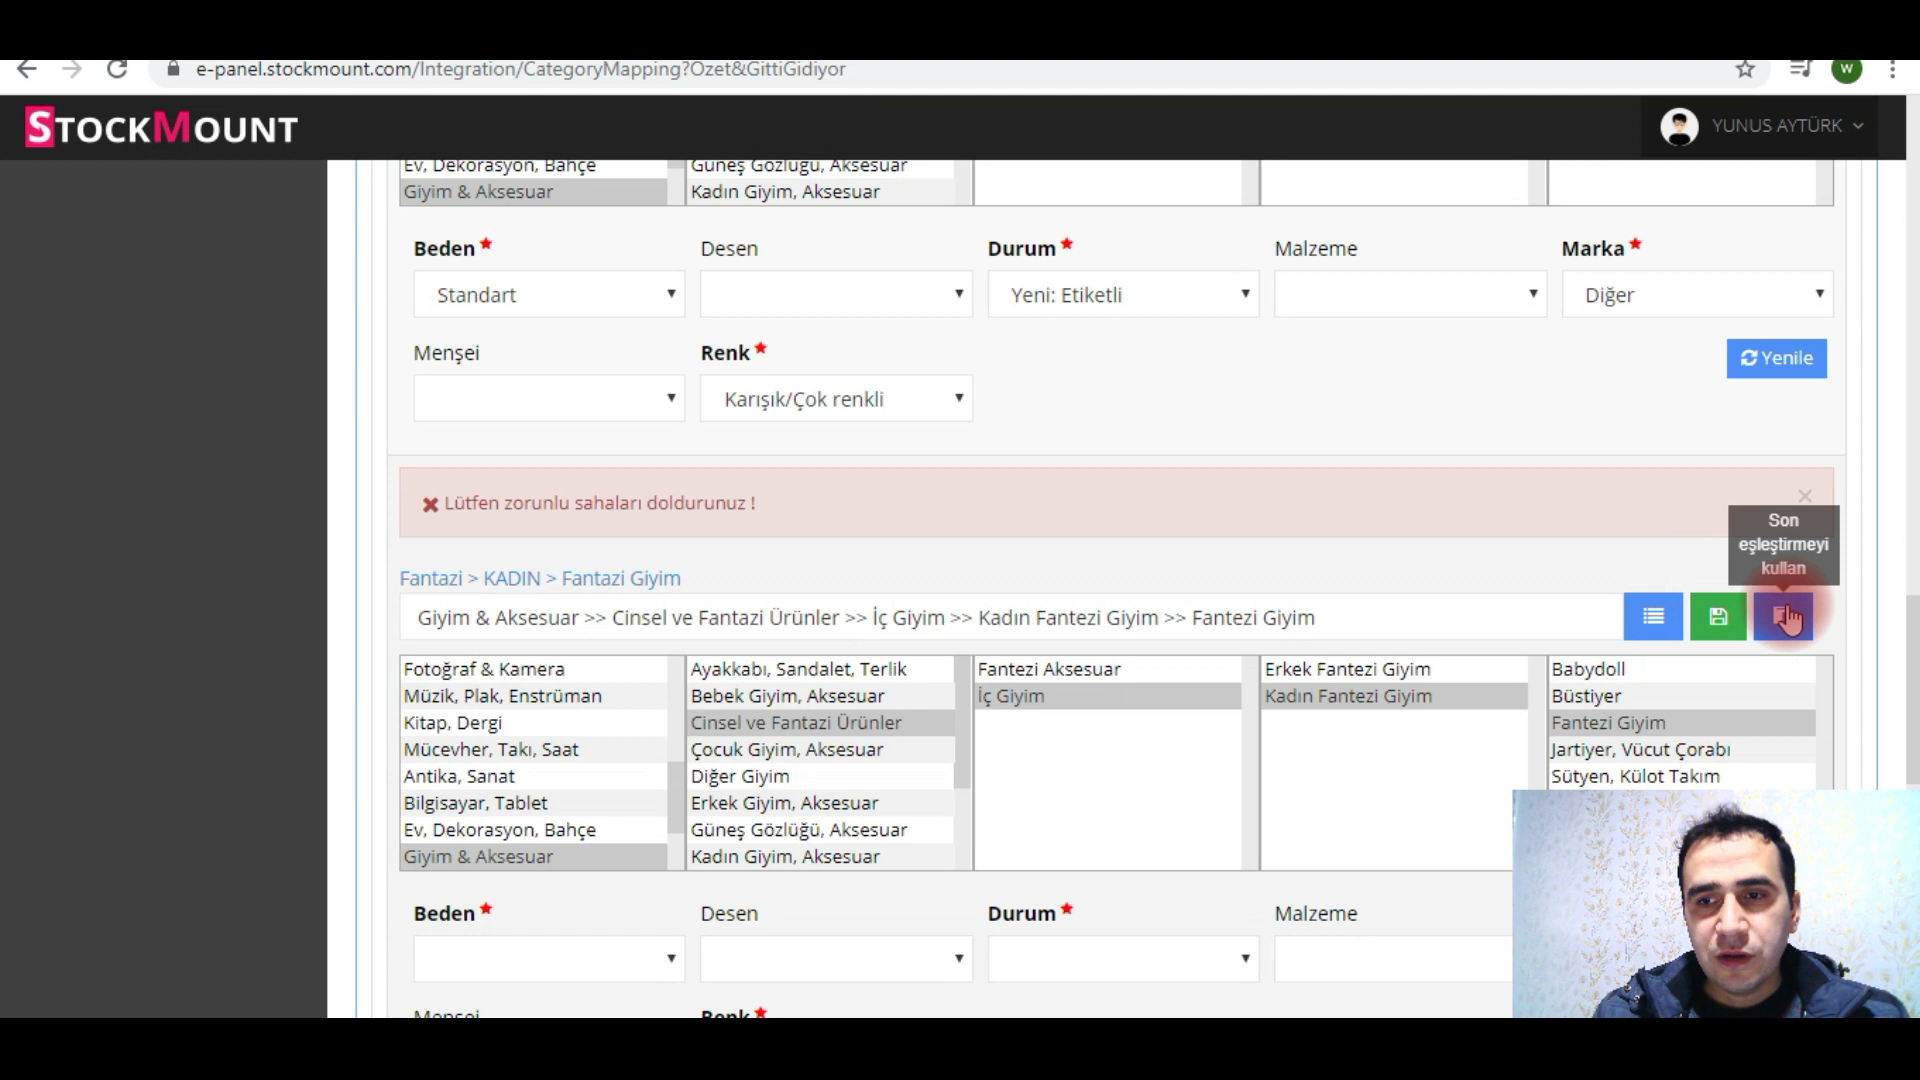 e-panel.stockmount.com/Integration/CategoryMapping?Ozet&GittiGidiyor
W
STOCKMOUNT
YUNUS AYTÜRK
Ev, Dekorasyon, Bahçe
Güneş Gözlüğü, Aksesuar
Giyim & Aksesuar
Kadın Giyim, Aksesuar
Beden
Desen
Durum
Malzeme
Marka
Standart
Yeni: Etiketli
Diğer
Menşei
Renk
Yenile
Karışık/Çok renkli
Lütfen zorunlu sahaları doldurunuz !
Son
eşleştirmeyi
kullan
Fantazi > KADIN > Fantazi Giyim
Giyim & Aksesuar >> Cinsel ve Fantazi Ürünler >> İç Giyim >> Kadın Fantezi Giyim >> Fantezi Giyim
Fotoğraf & Kamera
Müzik, Plak, Enstrüman
Kitap, Dergi
Mücevher, Takı, Saat
Antika, Sanat
Bilgisayar, Tablet
Ev, Dekorasyon, Bahçe
Giyim & Aksesuar
Ayakkabı, Sandalet, Terlik
Bebek Giyim, Aksesuar
Cinsel ve Fantazi Ürünler
Çocuk Giyim, Aksesuar
Diğer Giyim
Erkek Giyim, Aksesuar
Güneş Gözlüğü, Aksesuar
Kadın Giyim, Aksesuar
Fantezi Aksesuar
İç Giyim
Erkek Fantezi Giyim
Kadın Fantezi Giyim
Babydoll
Büstiyer
Fantezi Giyim
Jartiyer, Vücut Çorabı
Sütyen, Külot Takım
Beden
Desen
Durum
Malzeme
Menşei
Renk